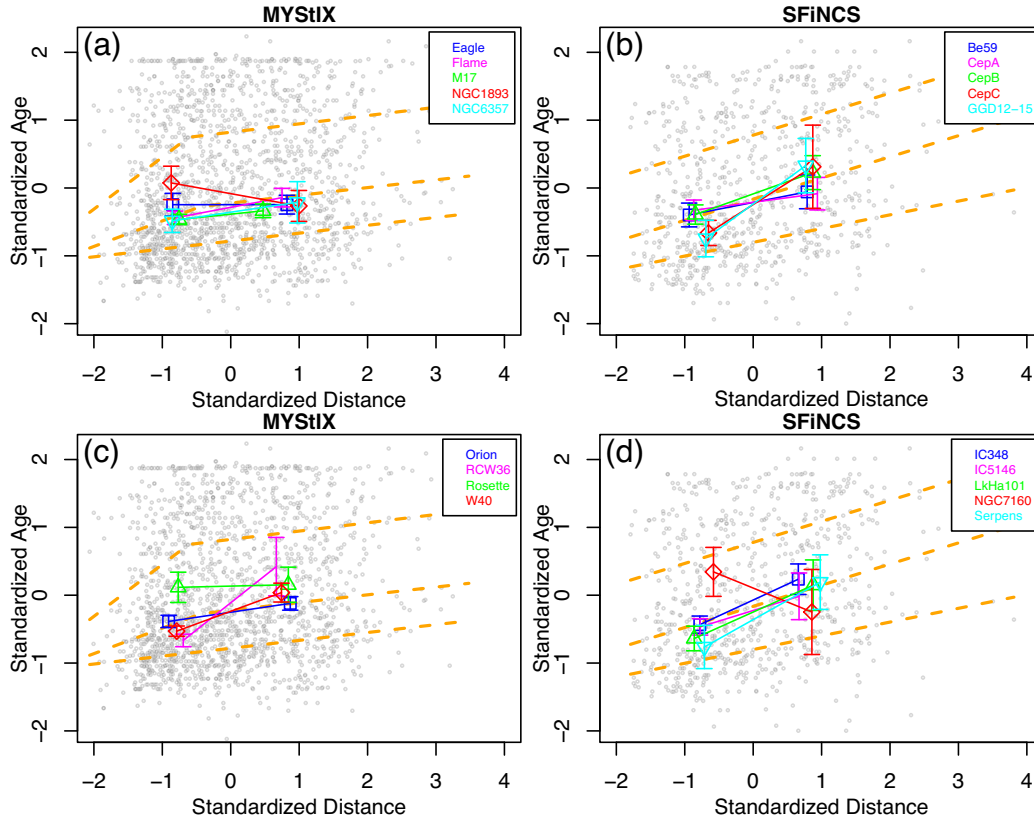 MYStIX
(a)
Eagle
Flame
M17
NGC1893
NGC6357
Standardized Age
2
1
0
−1
−2
−2 −1 0 1 2 3 4
Standardized Distance
SFiNCS
(b)
Be59
CepA
CepB
CepC
GGD12−15
Standardized Age
2
1
0
−1
−2
−2 −1 0 1 2 3 4
Standardized Distance
MYStIX
(c)
Orion
RCW36
Rosette
W40
Standardized Age
2
1
0
−1
−2
−2 −1 0 1 2 3 4
Standardized Distance
SFiNCS
(d)
IC348
IC5146
LkHa101
NGC7160
Serpens
Standardized Age
2
1
0
−1
−2
−2 −1 0 1 2 3 4
Standardized Distance